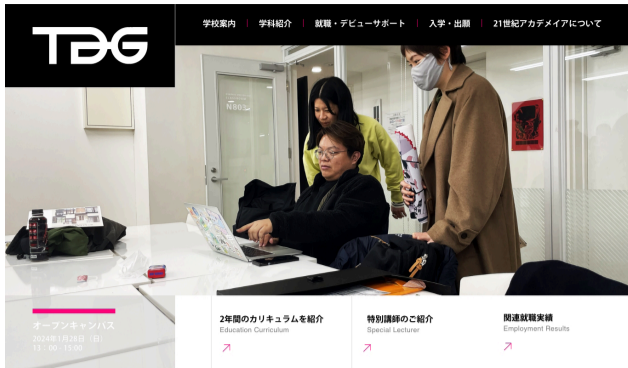 TDG
学校案内
学科紹介
就職・デビューサポート
入学・出願
21世紀アカデメイアについて
N805
オープンキャンパス
2024年1月28日（日）
13：00 - 15:00
2年間のカリキュラムを紹介
Education Curriculum
特別講師のご紹介
Special Lecturer
関連就職実績
Employment Results